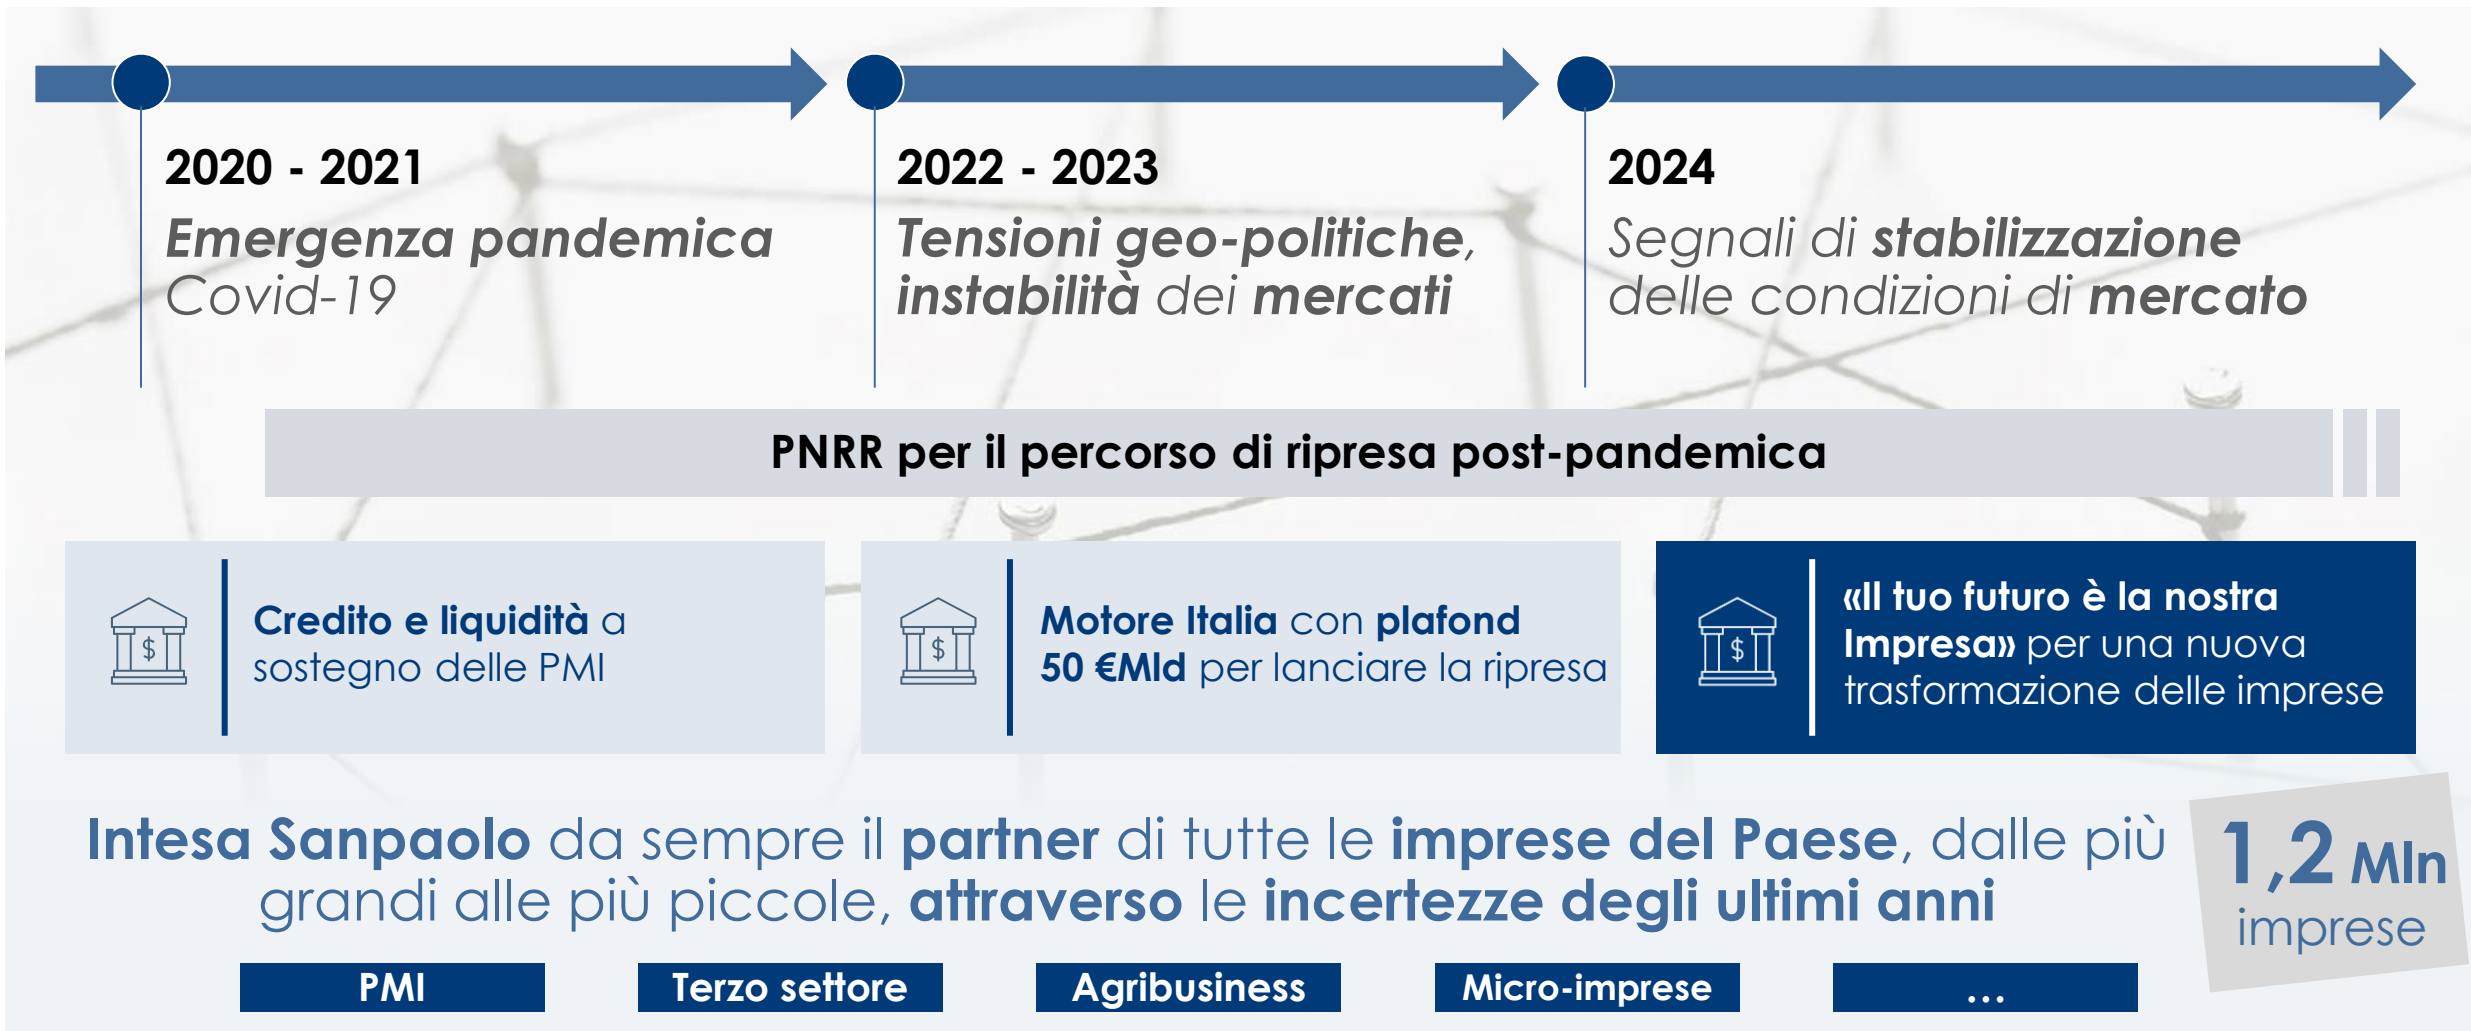 2020 - 2021
Emergenza pandemica
Covid-19
2022 - 2023
Tensioni geo-politiche,
instabilità dei mercati
2024
Segnali di stabilizzazione
delle condizioni di mercato
PNRR per il percorso di ripresa post-pandemica
$
Credito e liquidità a
sostegno delle PMI
$
Motore Italia con plafond
50 €Mld per lanciare la ripresa
$
«Il tuo futuro è la nostra
Impresa» per una nuova
trasformazione delle imprese
Intesa Sanpaolo da sempre il partner di tutte le imprese del Paese, dalle più
grandi alle più piccole, attraverso le incertezze degli ultimi anni
1,2 Mln
imprese
PMI
Terzo settore
Agribusiness
Micro-imprese
…